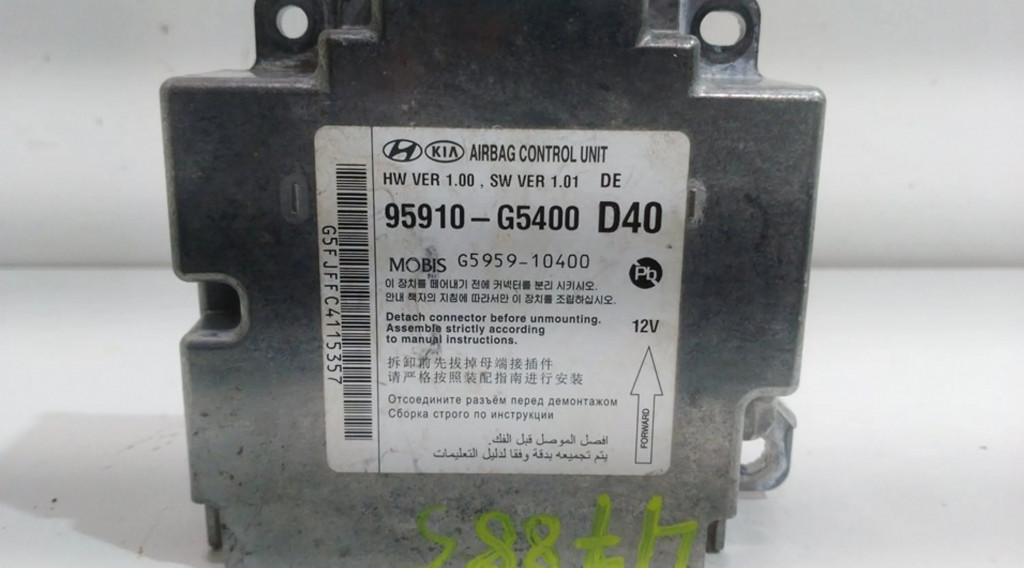 HYUNDAI KIA AIRBAG CONTROL UNIT
HW VER 1.00 , SW VER 1.01 DE
95910-G5400 D40
MOBIS G5959-10400
Pb
이 장치를 떼어내기 전에 커넥터를 분리 시키시오.
안내 책자의 지침에 따라서만 이 장치를 조립하십시오.
Detach connector before unmounting.
Assemble strictly according
to manual instructions.
12V
拆卸前先拔掉母端接插件
请严格按照装配指南进行安装
Отсоедините разъём перед демонтажом
Сборка строго по инструкции
افصل الموصل قبل الفك.
يتم تجميعه بدقة وفقا لدليل التعليمات
FORWARD
G5FJFFC4115357